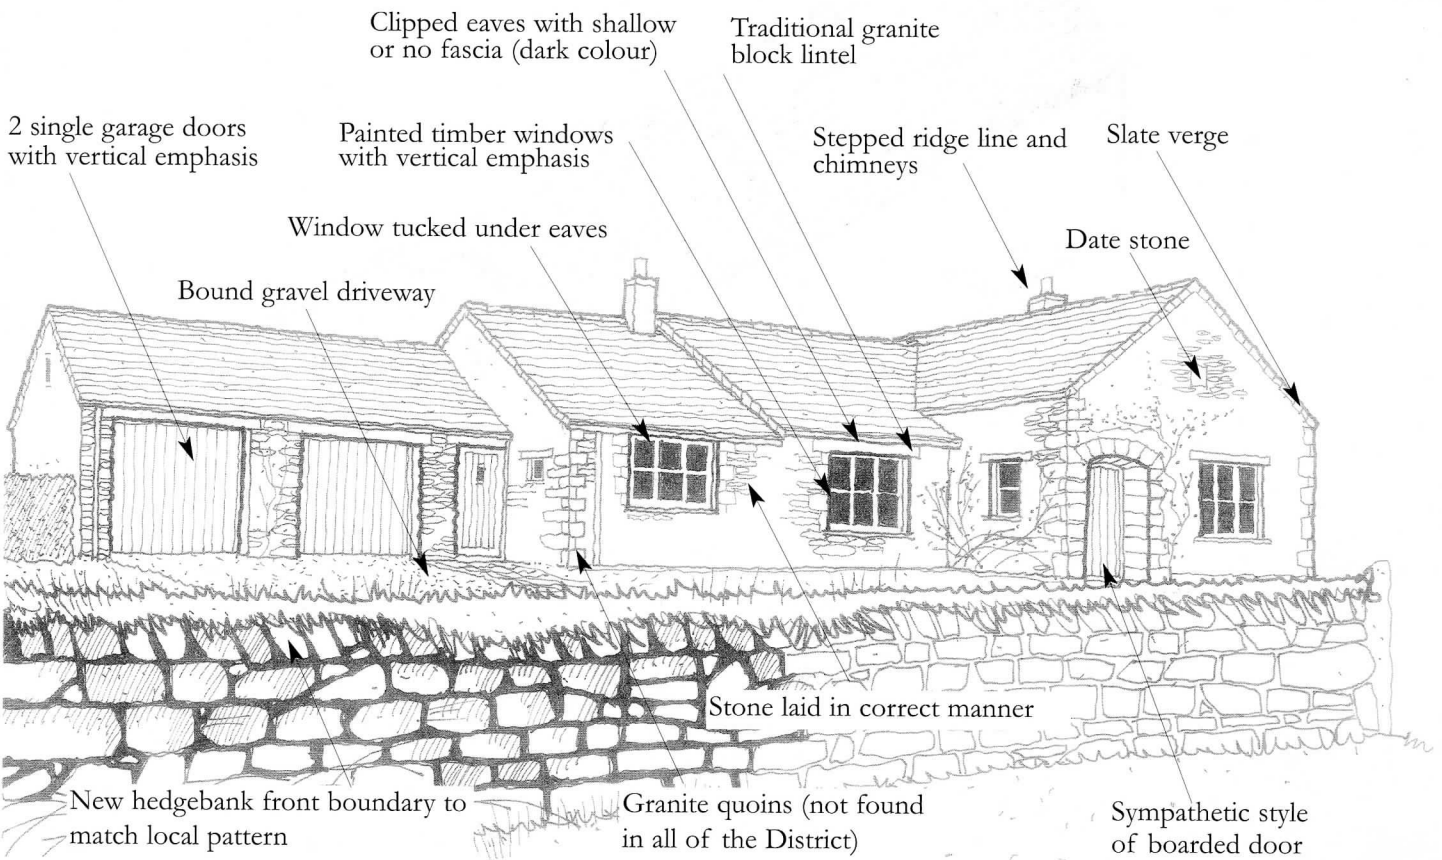 Clipped eaves with shallow
or no fascia (dark colour)
Traditional granite
block lintel
2 single garage doors
with vertical emphasis
Painted timber windows
with vertical emphasis
Stepped ridge line and
chimneys
Slate verge
Window tucked under eaves
Date stone
Bound gravel driveway
Stone laid in correct manner
New hedgebank front boundary to
match local pattern
Granite quoins (not found
in all of the District)
Sympathetic style
of boarded door